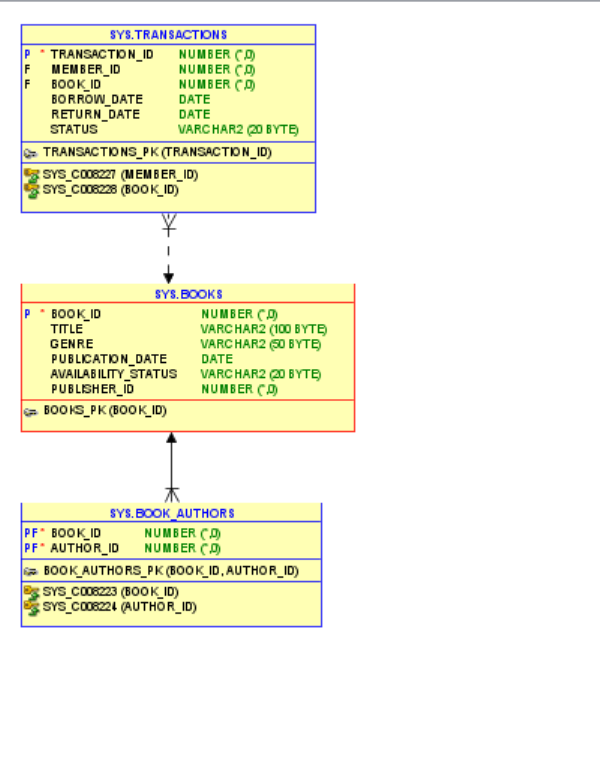 SYS.TRANSACTIONS
P * TRANSACTION_ID NUMBER (*,0)
F MEMBER_ID NUMBER (*,0)
F BOOK_ID NUMBER (*,0)
BORROW_DATE DATE
RETURN_DATE DATE
STATUS VARCHAR2 (20 BYTE)
TRANSACTIONS_PK (TRANSACTION_ID)
SYS_C008227 (MEMBER_ID)
SYS_C008228 (BOOK_ID)
SYS.BOOKS
P * BOOK_ID NUMBER (*,0)
TITLE VARCHAR2 (100 BYTE)
GENRE VARCHAR2 (50 BYTE)
PUBLICATION_DATE DATE
AVAILABILITY_STATUS VARCHAR2 (20 BYTE)
PUBLISHER_ID NUMBER (*,0)
BOOKS_PK (BOOK_ID)
SYS.BOOK_AUTHORS
PF* BOOK_ID NUMBER (*,0)
PF* AUTHOR_ID NUMBER (*,0)
BOOK_AUTHORS_PK (BOOK_ID, AUTHOR_ID)
SYS_C008223 (BOOK_ID)
SYS_C008224 (AUTHOR_ID)